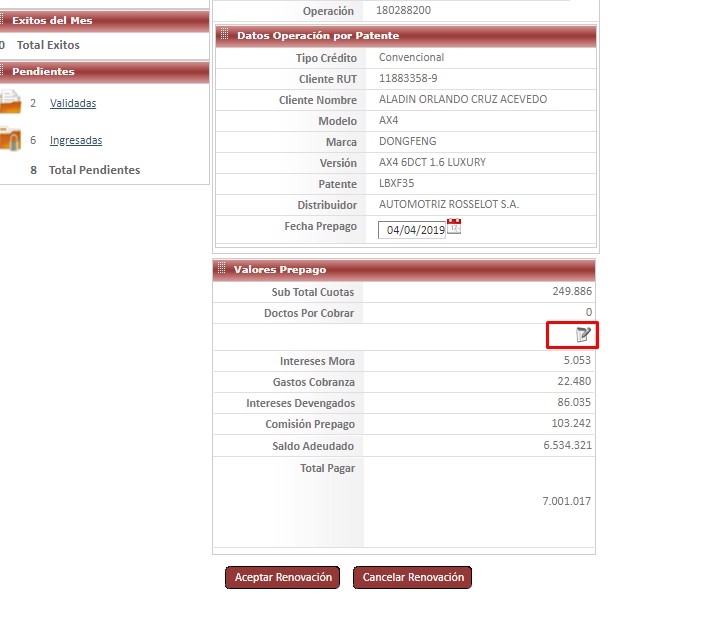 Exitos del Mes
0 Total Exitos
Pendientes
2 Validadas
6 Ingresadas
8 Total Pendientes
Operación 180288200
Datos Operación por Patente
Tipo Crédito Convencional
Cliente RUT 11883358-9
Cliente Nombre ALADIN ORLANDO CRUZ ACEVEDO
Modelo AX4
Marca DONGFENG
Versión AX4 6DCT 1.6 LUXURY
Patente LBXF35
Distribuidor AUTOMOTRIZ ROSSELOT S.A.
Fecha Prepago 04/04/2019
Valores Prepago
Sub Total Cuotas 249.886
Doctos Por Cobrar 0
Intereses Mora 5.053
Gastos Cobranza 22.480
Intereses Devengados 86.035
Comisión Prepago 103.242
Saldo Adeudado 6.534.321
Total Pagar
7.001.017
Aceptar Renovación Cancelar Renovación